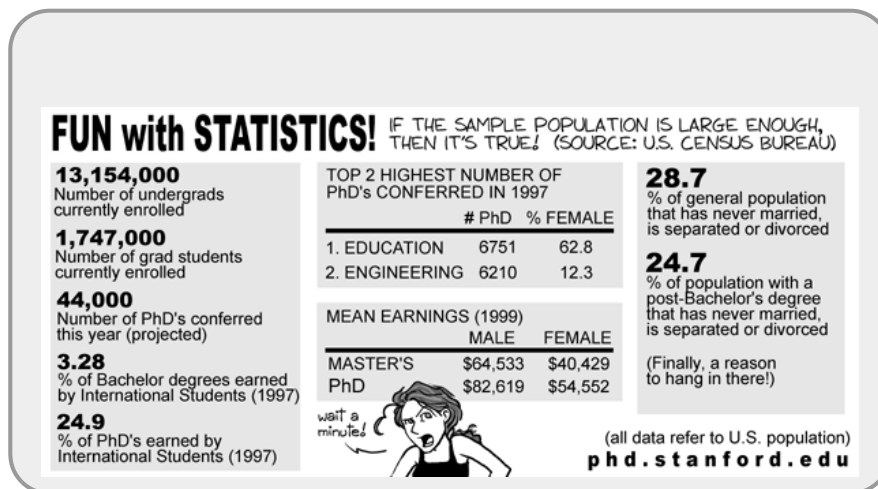 FUN with STATISTICS!
IF THE SAMPLE POPULATION IS LARGE ENOUGH,
THEN IT'S TRUE! (SOURCE: U.S. CENSUS BUREAU)
13,154,000
Number of undergrads
currently enrolled
1,747,000
Number of grad students
currently enrolled
44,000
Number of PhD's conferred
this year (projected)
3.28
% of Bachelor degrees earned
by International Students (1997)
24.9
% of PhD's earned by
International Students (1997)
TOP 2 HIGHEST NUMBER OF
PhD's CONFERRED IN 1997
# PhD % FEMALE
1. EDUCATION 6751 62.8
2. ENGINEERING 6210 12.3
MEAN EARNINGS (1999)
MALE FEMALE
MASTER'S $64,533 $40,429
PhD $82,619 $54,552
wait a
minute!
28.7
% of general population
that has never married,
is separated or divorced
24.7
% of population with a
post-Bachelor's degree
that has never married,
is separated or divorced
(Finally, a reason
to hang in there!)
(all data refer to U.S. population)
phd.stanford.edu